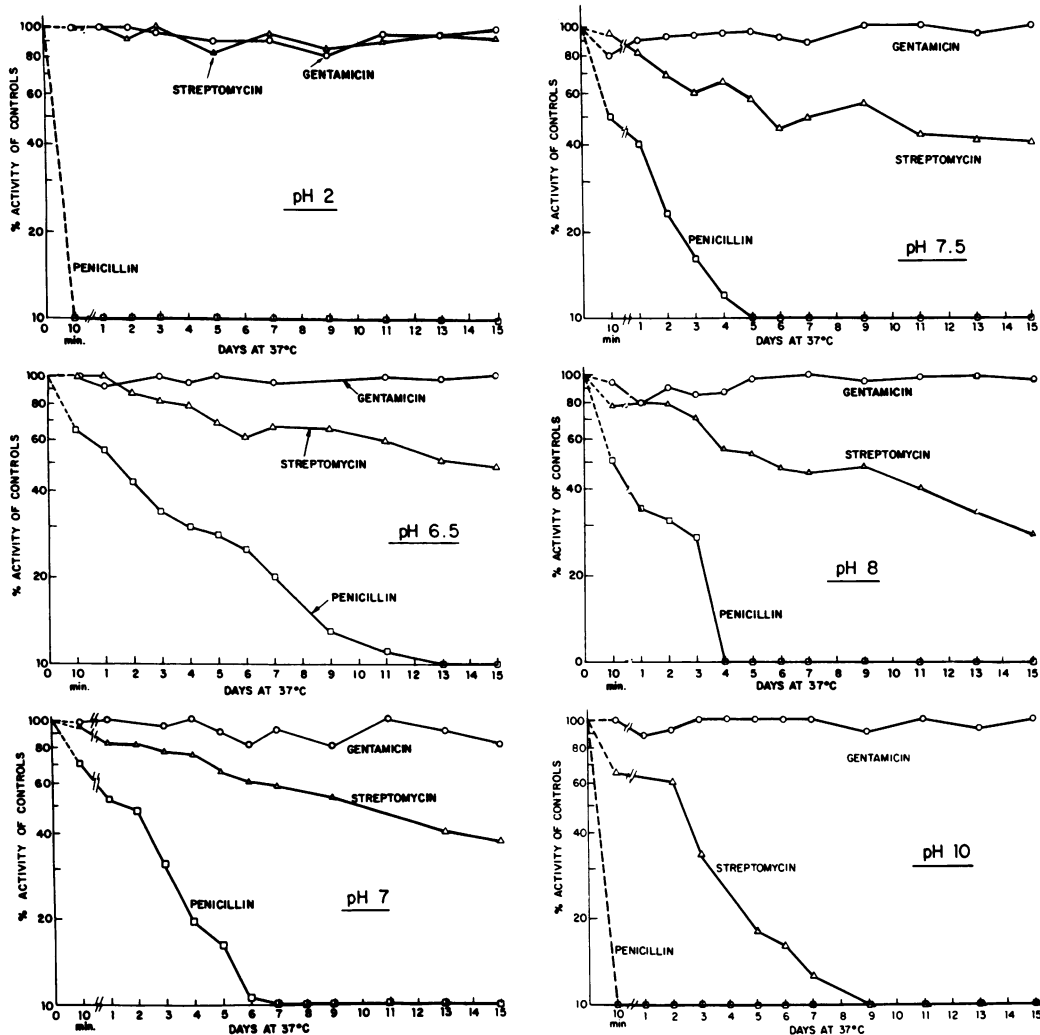 % ACTIVITY OF CONTROLS
100
80
60
40
20
10
STREPTOMYCIN
GENTAMICIN
pH 2
PENICILLIN
0 10 min. 1 2 3 4 5 6 7 8 9 10 11 12 13 14 15
DAYS AT 37°C
% ACTIVITY OF CONTROLS
100
80
60
40
20
10
GENTAMICIN
STREPTOMYCIN
PENICILLIN
pH 7.5
0 10 min. 1 2 3 4 5 6 7 8 9 10 11 12 13 14 15
DAYS AT 37°C
% ACTIVITY OF CONTROLS
100
80
60
40
20
10
GENTAMICIN
STREPTOMYCIN
pH 6.5
PENICILLIN
0 10 min. 1 2 3 4 5 6 7 8 9 10 11 12 13 14 15
DAYS AT 37°C
% ACTIVITY OF CONTROLS
100
80
60
40
20
0
GENTAMICIN
STREPTOMYCIN
pH 8
PENICILLIN
0 10 min. 1 2 3 4 5 6 7 8 9 10 11 12 13 14 15
DAYS AT 37°C
% ACTIVITY OF CONTROLS
100
80
60
40
20
10
GENTAMICIN
STREPTOMYCIN
PENICILLIN
pH 7
0 10 min. 1 2 3 4 5 6 7 8 9 10 11 12 13 14 15
DAYS AT 37°C
% ACTIVITY OF CONTROLS
100
80
60
40
20
10
GENTAMICIN
STREPTOMYCIN
pH 10
PENICILLIN
0 10 min 1 2 3 4 5 6 7 8 9 10 11 12 13 14 15
DAYS AT 37°C